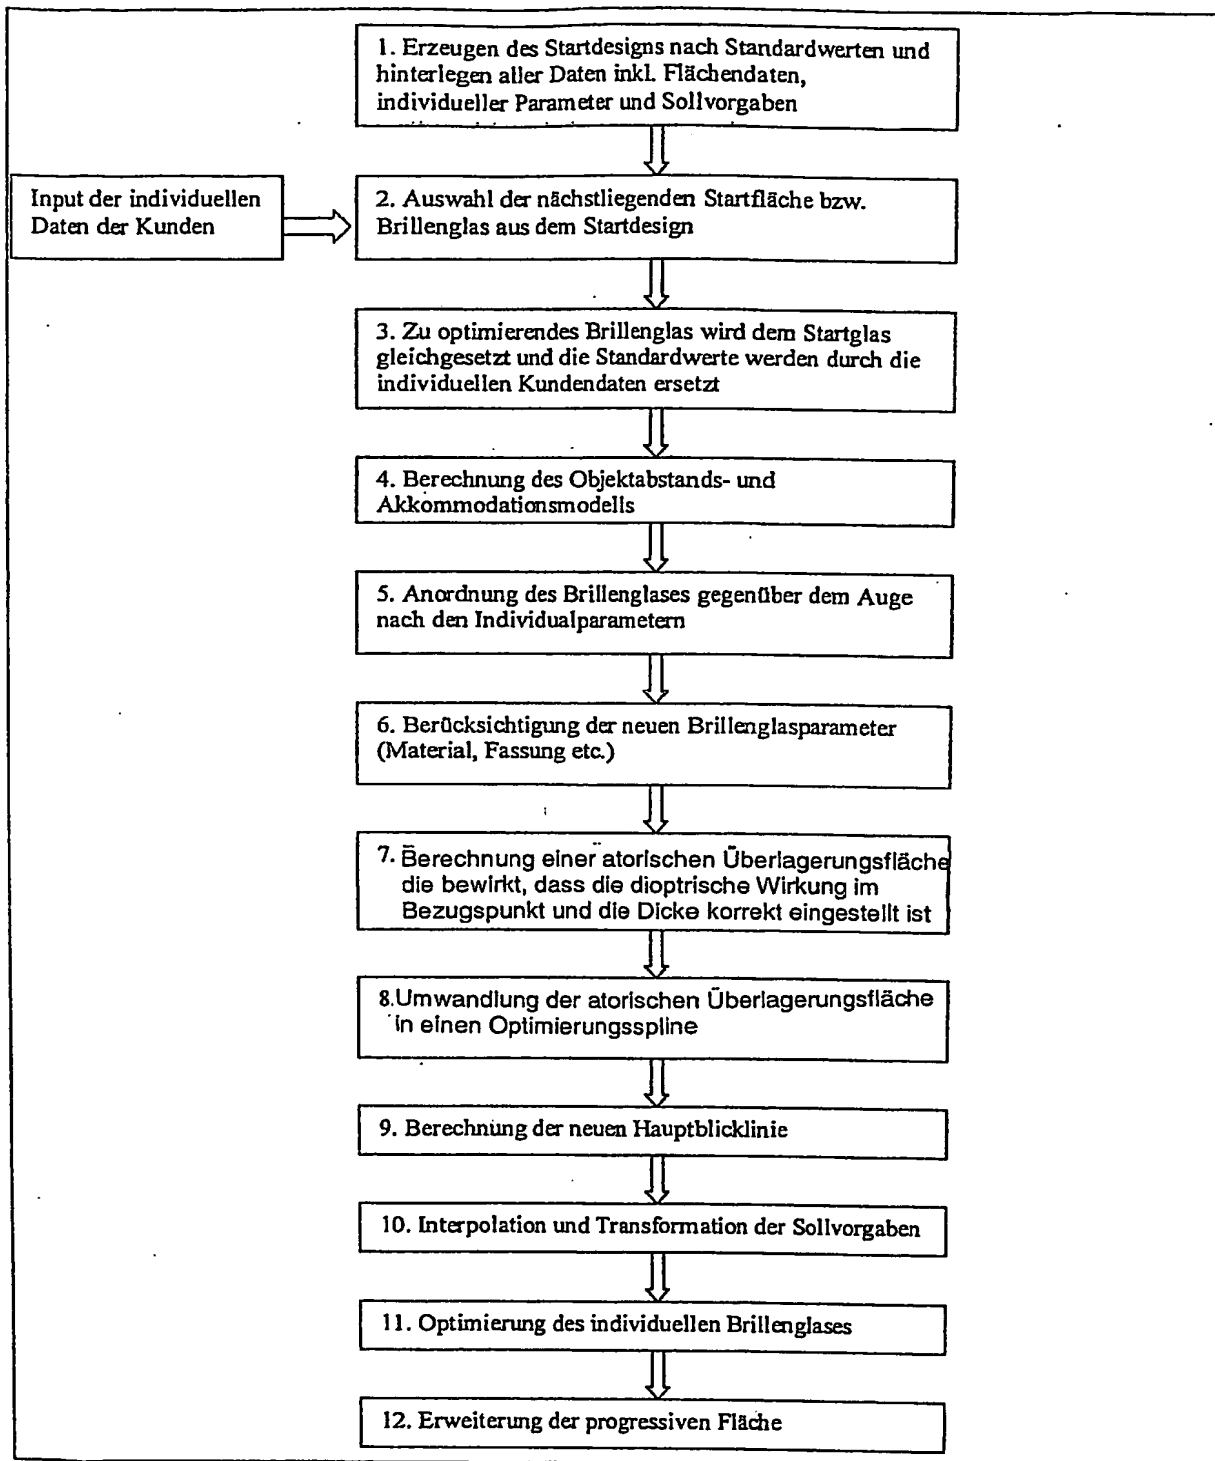 1. Erzeugen des Startdesigns nach Standardwerten und
hinterlegen aller Daten inkl. Flächendaten,
individueller Parameter und Sollvorgaben
Input der individuellen
Daten der Kunden
2. Auswahl der nächstliegenden Startfläche bzw.
Brillenglas aus dem Startdesign
3. Zu optimierendes Brillenglas wird dem Startglas
gleichgesetzt und die Standardwerte werden durch die
individuellen Kundendaten ersetzt
4. Berechnung des Objektabstands- und
Akkommodationsmodells
5. Anordnung des Brillenglases gegenüber dem Auge
nach den Individualparametern
6. Berücksichtigung der neuen Brillenglasparameter
(Material, Fassung etc.)
7. Berechnung einer atorischen Überlagerungsfläche
die bewirkt, dass die dioptrische Wirkung im
Bezugspunkt und die Dicke korrekt eingestellt ist
8.Umwandlung der atorischen Überlagerungsfläche
in einen Optimierungsspline
9. Berechnung der neuen Hauptblicklinie
10. Interpolation und Transformation der Sollvorgaben
11. Optimierung des individuellen Brillenglases
12. Erweiterung der progressiven Fläche